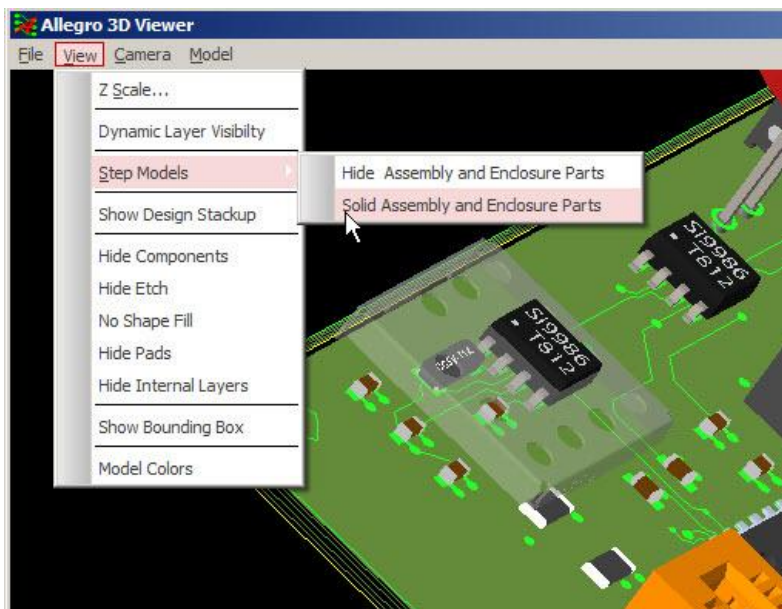 Allegro 3D Viewer
File View Camera Model
Z Scale...
Dynamic Layer Visibilty
Step Models
Hide Assembly and Enclosure Parts
Solid Assembly and Enclosure Parts
Show Design Stackup
Hide Components
Hide Etch
No Shape Fill
Hide Pads
Hide Internal Layers
Show Bounding Box
Model Colors
Si9986
T812
Si9986
T812